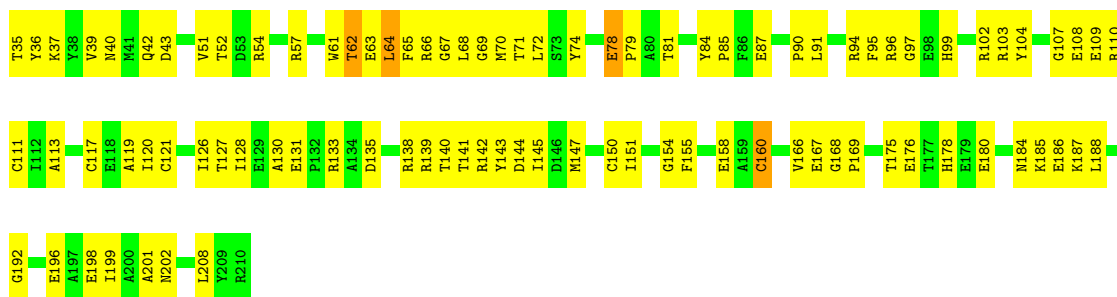 T35 Y36 K37 Y38 V39 N40 M41 Q42 D43 V51 T52 D53 R54 R57 W61 T62 E63 L64 F65 R66 G67 L68 G69 M70 T71 L72 S73 Y74 E78 P79 A80 T81 Y84 P85 F86 E87 P90 L91 R94 F95 R96 G97 E98 H99 R102 R103 Y104 G107 E108 E109 R110
C111 I112 A113 C117 E118 A119 I120 C121 I126 T127 I128 E129 A130 E131 P132 R133 A134 D135 R138 R139 T140 T141 R142 Y143 D144 I145 D146 M147 C150 I151 G154 F155 E158 A159 C160 V166 E167 G168 P169 T175 E176 T177 H178 E179 E180 N184 K185 E186 K187 L188
G192 E196 A197 E198 I199 A200 A201 N202 L208 Y209 R210